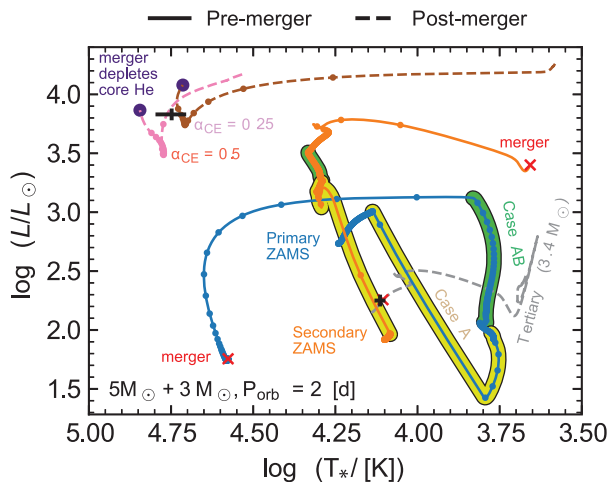 Pre-merger Post-merger
merger
depletes
core He
α_CE = 0 25
α_CE = 0.5
merger
Primary
ZAMS
Case AB
Tertiary (3.4 M⊙)
Case A
Secondary
ZAMS
merger
5M⊙ + 3 M⊙, P_orb = 2 [d]
4.0
3.5
3.0
2.5
2.0
1.5
log (L/L⊙)
5.00 4.75 4.50 4.25 4.00 3.75 3.50
log (T*/ [K])